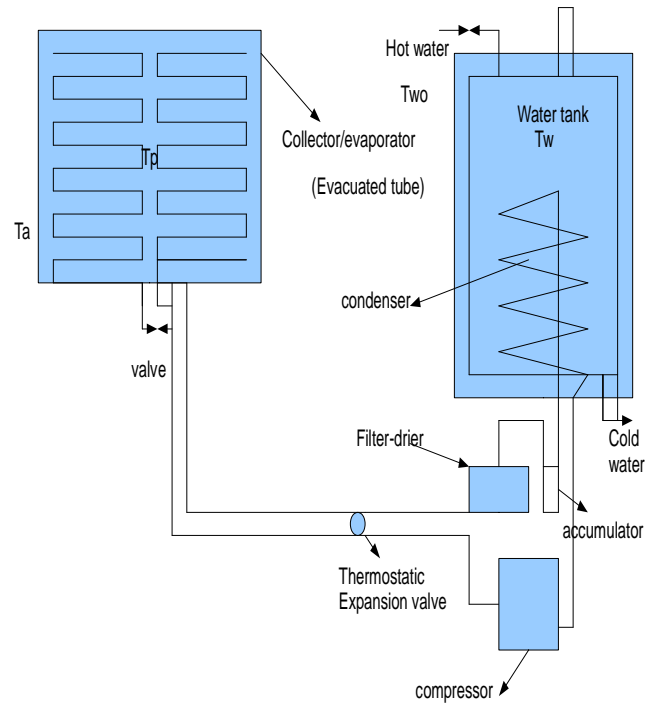 Hot water
Two
Water tank
Tw
Collector/evaporator
(Evacuated tube)
Tp
Ta
condenser
valve
Filter-drier
Cold
water
accumulator
Thermostatic
Expansion valve
compressor